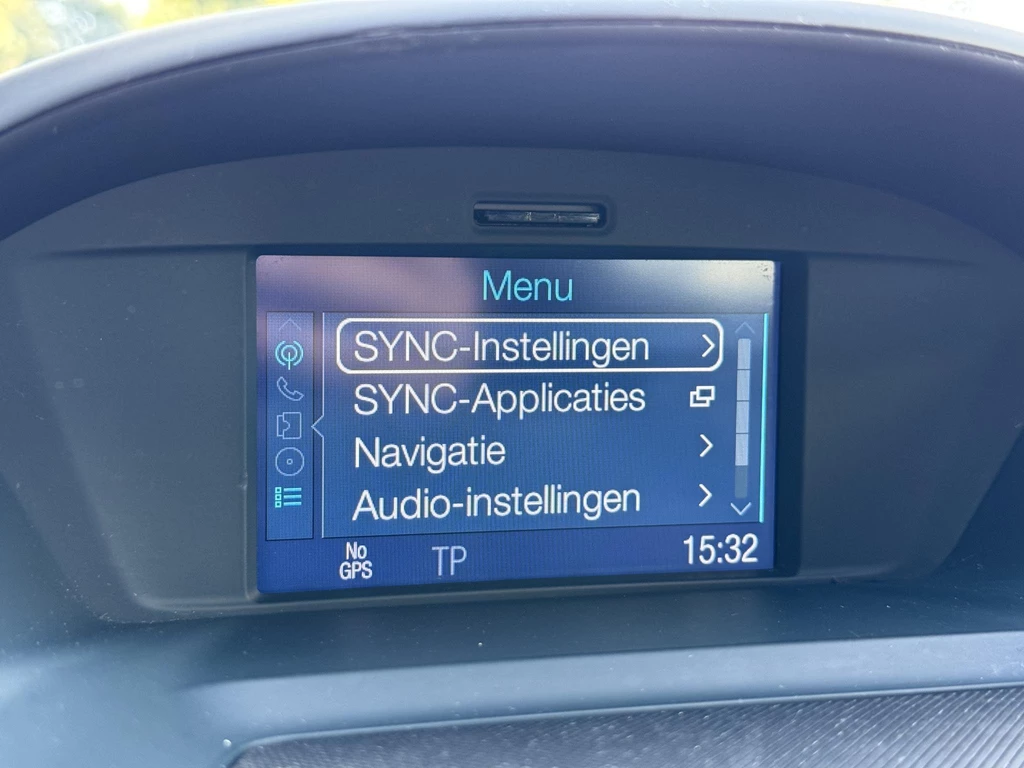 Menu
SYNC-Instellingen
SYNC-Applicaties
Navigatie
Audio-instellingen
No
GPS
TP
15:32